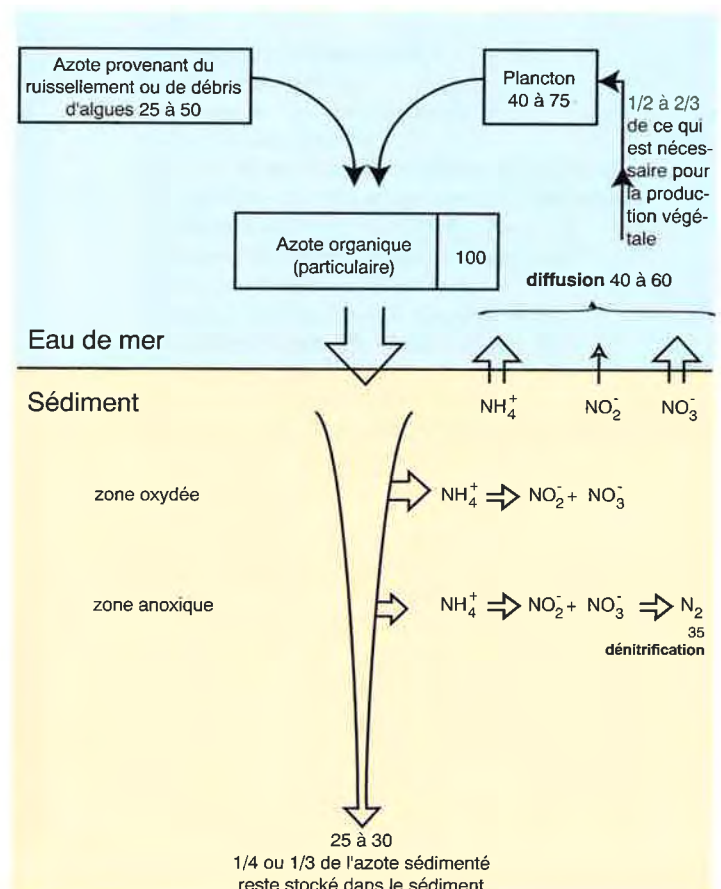 Azote provenant du
ruissellement ou de débris
d'algues 25 à 50
Plancton
40 à 75
1/2 à 2/3
de ce qui
est néces-
saire pour
la produc-
tion végé-
tale
Azote organique
(particulaire)
100
diffusion 40 à 60
Eau de mer
Sédiment
NH₄⁺
NO₂⁻
NO₃⁻
zone oxydée
NH₄⁺ ⇒ NO₂⁻ + NO₃⁻
zone anoxique
NH₄⁺ ⇒ NO₂⁻ + NO₃⁻ ⇒ N₂
35
dénitrification
25 à 30
1/4 ou 1/3 de l'azote sédimenté
reste stocké dans le sédiment